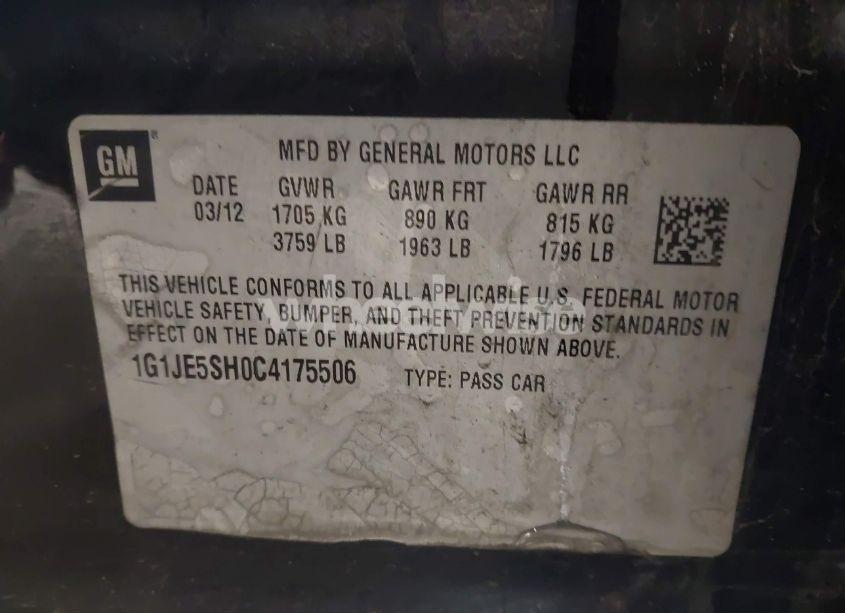 GM
MFD BY GENERAL MOTORS LLC
DATE GVWR GAWR FRT GAWR RR
03/12 1705 KG 890 KG 815 KG
3759 LB 1963 LB 1796 LB
THIS VEHICLE CONFORMS TO ALL APPLICABLE U.S. FEDERAL MOTOR
VEHICLE SAFETY, BUMPER, AND THEFT PREVENTION STANDARDS IN
EFFECT ON THE DATE OF MANUFACTURE SHOWN ABOVE.
1G1JE5SH0C4175506 TYPE: PASS CAR